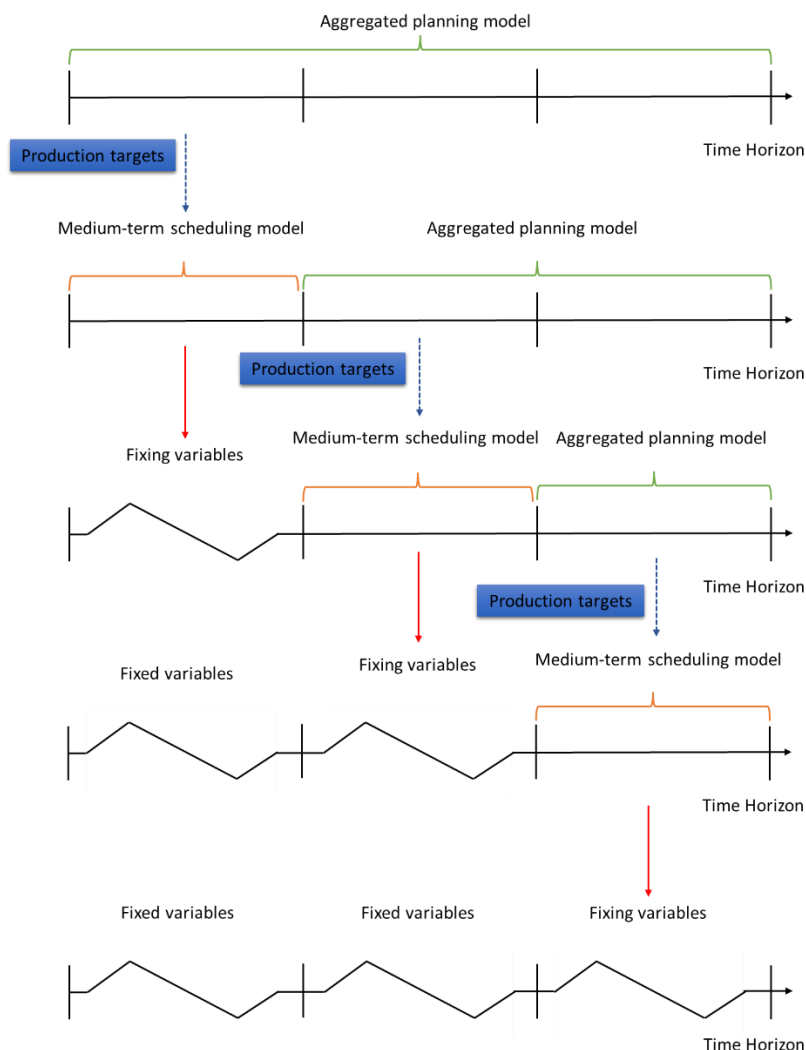 Aggregated planning model
Time Horizon
Production targets
Medium-term scheduling model
Aggregated planning model
Time Horizon
Production targets
Fixing variables
Medium-term scheduling model
Aggregated planning model
Time Horizon
Production targets
Fixed variables
Fixing variables
Medium-term scheduling model
Time Horizon
Fixed variables
Fixed variables
Fixing variables
Time Horizon